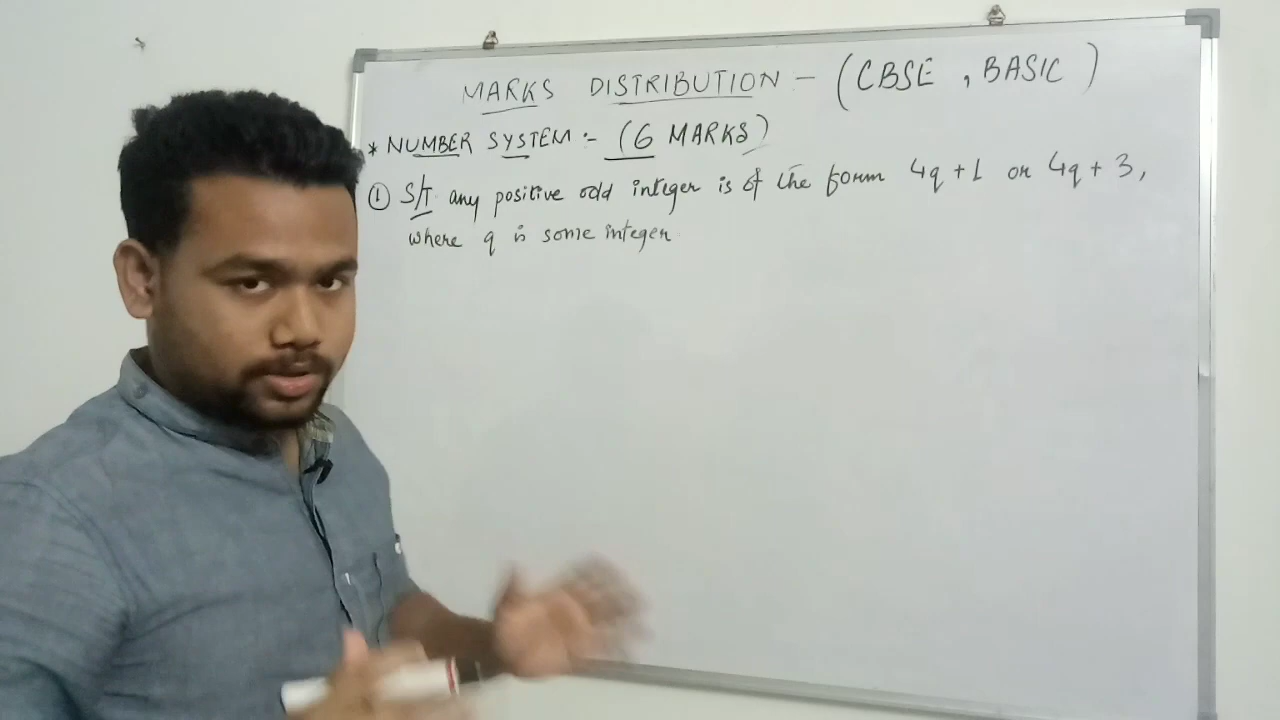 MARKS DISTRIBUTION - (CBSE, BASIC)
* NUMBER SYSTEM :- (6 MARKS)
① S/T any positive odd integer is of the form 4q + 1 or 4q + 3,
where q is some integer.